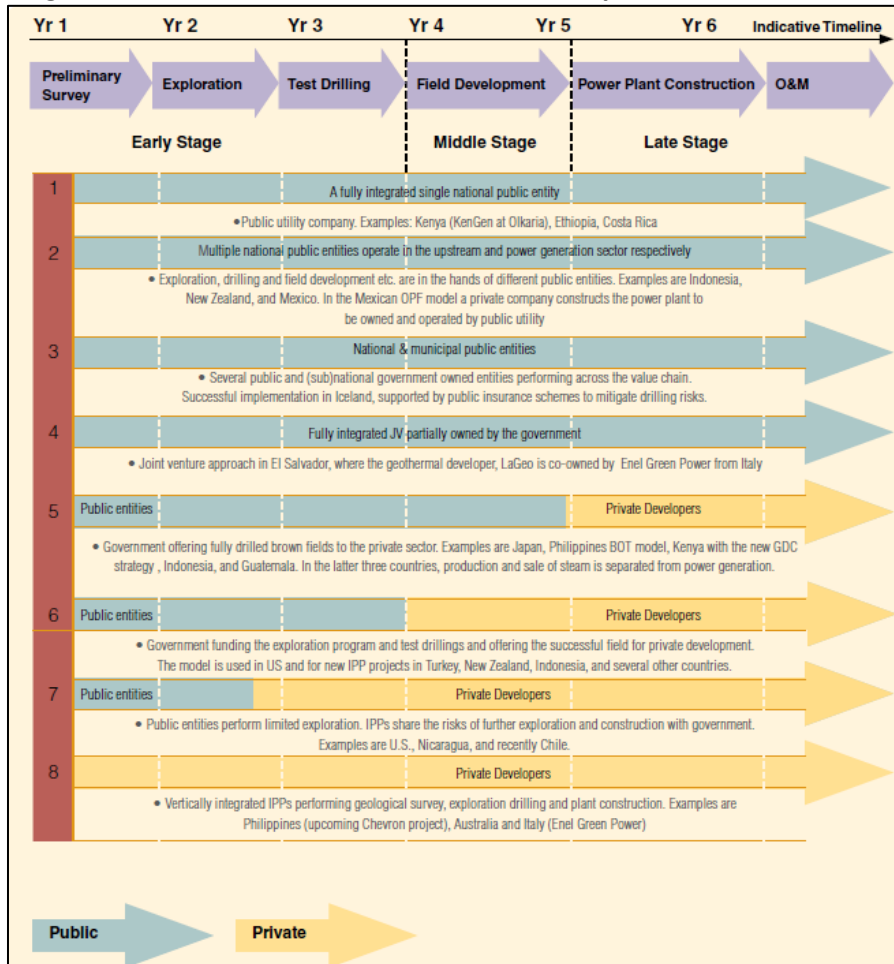 Yr 1 Yr 2 Yr 3 Yr 4 Yr 5 Yr 6 Indicative Timeline
Preliminary Survey
Exploration
Test Drilling
Field Development
Power Plant Construction
O&M
Early Stage
Middle Stage
Late Stage
1
A fully integrated single national public entity
•Public utility company. Examples: Kenya (KenGen at Olkaria), Ethiopia, Costa Rica
2
Multiple national public entities operate in the upstream and power generation sector respectively
• Exploration, drilling and field development etc. are in the hands of different public entities. Examples are Indonesia,
New Zealand, and Mexico. In the Mexican OPF model a private company constructs the power plant to
be owned and operated by public utility
3
National & municipal public entities
• Several public and (sub)national government owned entities performing across the value chain.
Successful implementation in Iceland, supported by public insurance schemes to mitigate drilling risks.
4
Fully integrated JV partially owned by the government
• Joint venture approach in El Salvador, where the geothermal developer, LaGeo is co-owned by Enel Green Power from Italy
5
Public entities
Private Developers
• Government offering fully drilled brown fields to the private sector. Examples are Japan, Philippines BOT model, Kenya with the new GDC
strategy , Indonesia, and Guatemala. In the latter three countries, production and sale of steam is separated from power generation.
6
Public entities
Private Developers
• Government funding the exploration program and test drillings and offering the successful field for private development.
The model is used in US and for new IPP projects in Turkey, New Zealand, Indonesia, and several other countries.
7
Public entities
Private Developers
• Public entities perform limited exploration. IPPs share the risks of further exploration and construction with government.
Examples are U.S., Nicaragua, and recently Chile.
8
Private Developers
• Vertically integrated IPPs performing geological survey, exploration drilling and plant construction. Examples are
Philippines (upcoming Chevron project), Australia and Italy (Enel Green Power)
Public
Private